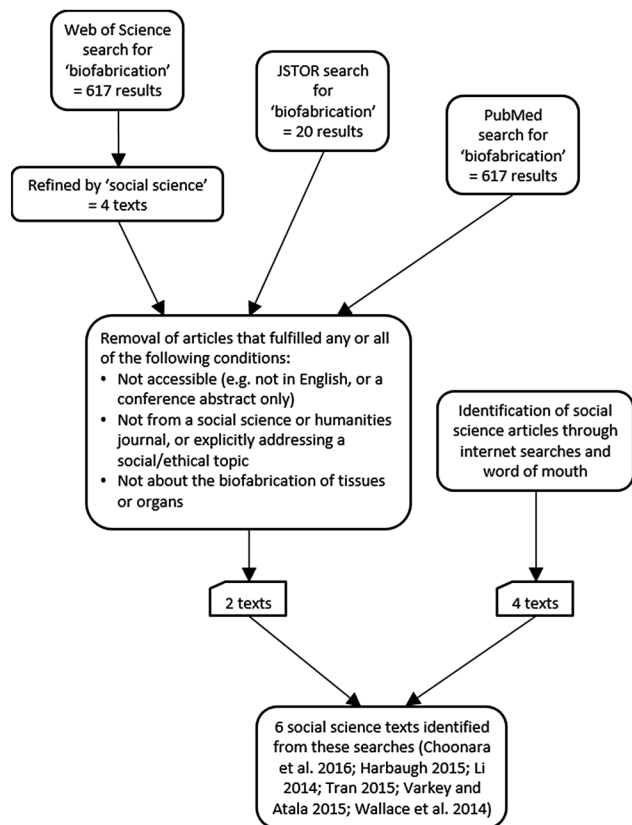 Web of Science
search for
'biofabrication'
= 617 results
JSTOR search
for
'biofabrication'
= 20 results
PubMed
search for
'biofabrication'
= 617 results
Refined by 'social science'
= 4 texts
Removal of articles that fulfilled any or all
of the following conditions:
• Not accessible (e.g. not in English, or a
conference abstract only)
• Not from a social science or humanities
journal, or explicitly addressing a
social/ethical topic
• Not about the biofabrication of tissues
or organs
Identification of social
science articles through
internet searches and
word of mouth
2 texts
4 texts
6 social science texts identified
from these searches (Choonara
et al. 2016; Harbaugh 2015; Li
2014; Tran 2015; Varkey and
Atala 2015; Wallace et al. 2014)